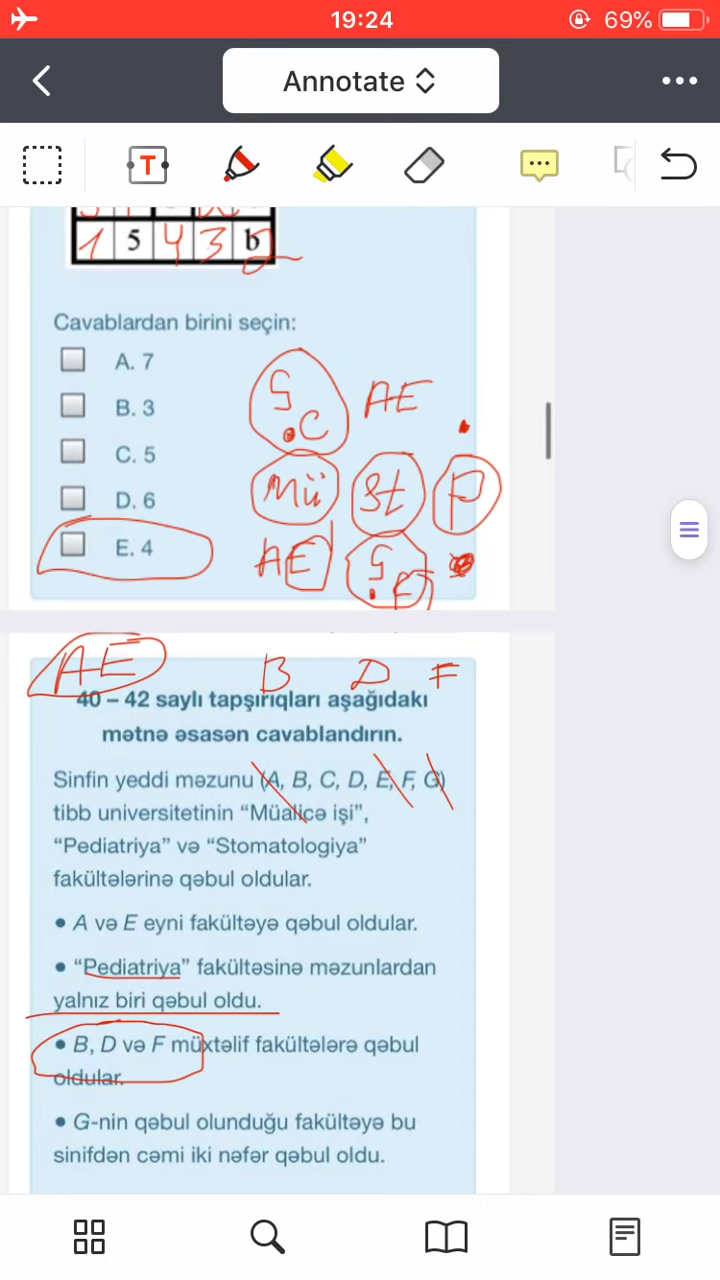 19:24
69%
Annotate
T
1 5 4 3 b
Cavablardan birini seçin:
A. 7
B. 3
C. 5
D. 6
E. 4
C
AE
Mü
St
P
AE
AE B D F
40 – 42 saylı tapşırıqları aşağıdakı
mətnə əsasən cavablandırın.
Sinfin yeddi məzunu (A, B, C, D, E, F, G)
tibb universitetinin “Müalicə işi”,
“Pediatriya” və “Stomatologiya”
fakültələrinə qəbul oldular.
• A və E eyni fakültəyə qəbul oldular.
• “Pediatriya” fakültəsinə məzunlardan
yalnız biri qəbul oldu.
• B, D və F müxtəlif fakültələrə qəbul
oldular.
• G-nin qəbul olunduğu fakültəyə bu
sinifdən cəmi iki nəfər qəbul oldu.